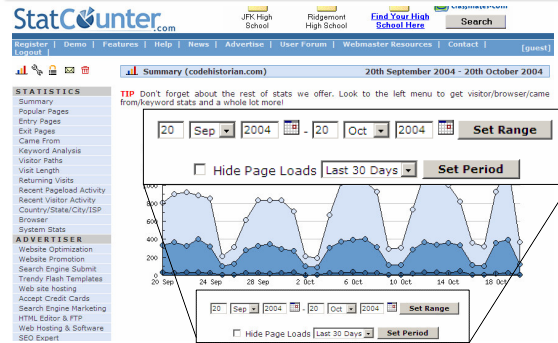 StatCounter.com
JFK High School
Ridgemont High School
Find Your High School Here
Search
Register | Demo | Features | Help | News | Advertise | User Forum | Webmaster Resources | Contact |
Logout | [guest]
Summary (codehistorian.com) 20th September 2004 - 20th October 2004
TIP Don't forget about the rest of stats we offer. Look to the left menu to get visitor/browser/came
from/keyword stats and a whole lot more!
STATISTICS
Summary
Popular Pages
Entry Pages
Exit Pages
Came From
Keyword Analysis
Visitor Paths
Visit Length
Returning Visits
Recent Pageload Activity
Recent Visitor Activity
Country/State/City/ISP
Browser
System Stats
ADVERTISER
Website Optimization
Website Promotion
Search Engine Submit
Trendy Flash Templates
Web site hosting
Accept Credit Cards
Search Engine Marketing
HTML Editor & FTP
Web Hosting & Software
SEO Expert
20 Sep 2004 - 20 Oct 2004 Set Range
Hide Page Loads Last 30 Days Set Period
800
600
400
200
0
20 Sep 24 Sep 28 Sep 2 Oct 6 Oct 10 Oct 14 Oct 18 Oct
20 Sep 2004 - 20 Oct 2004 Set Range
Hide Page Loads Last 30 Days Set Period